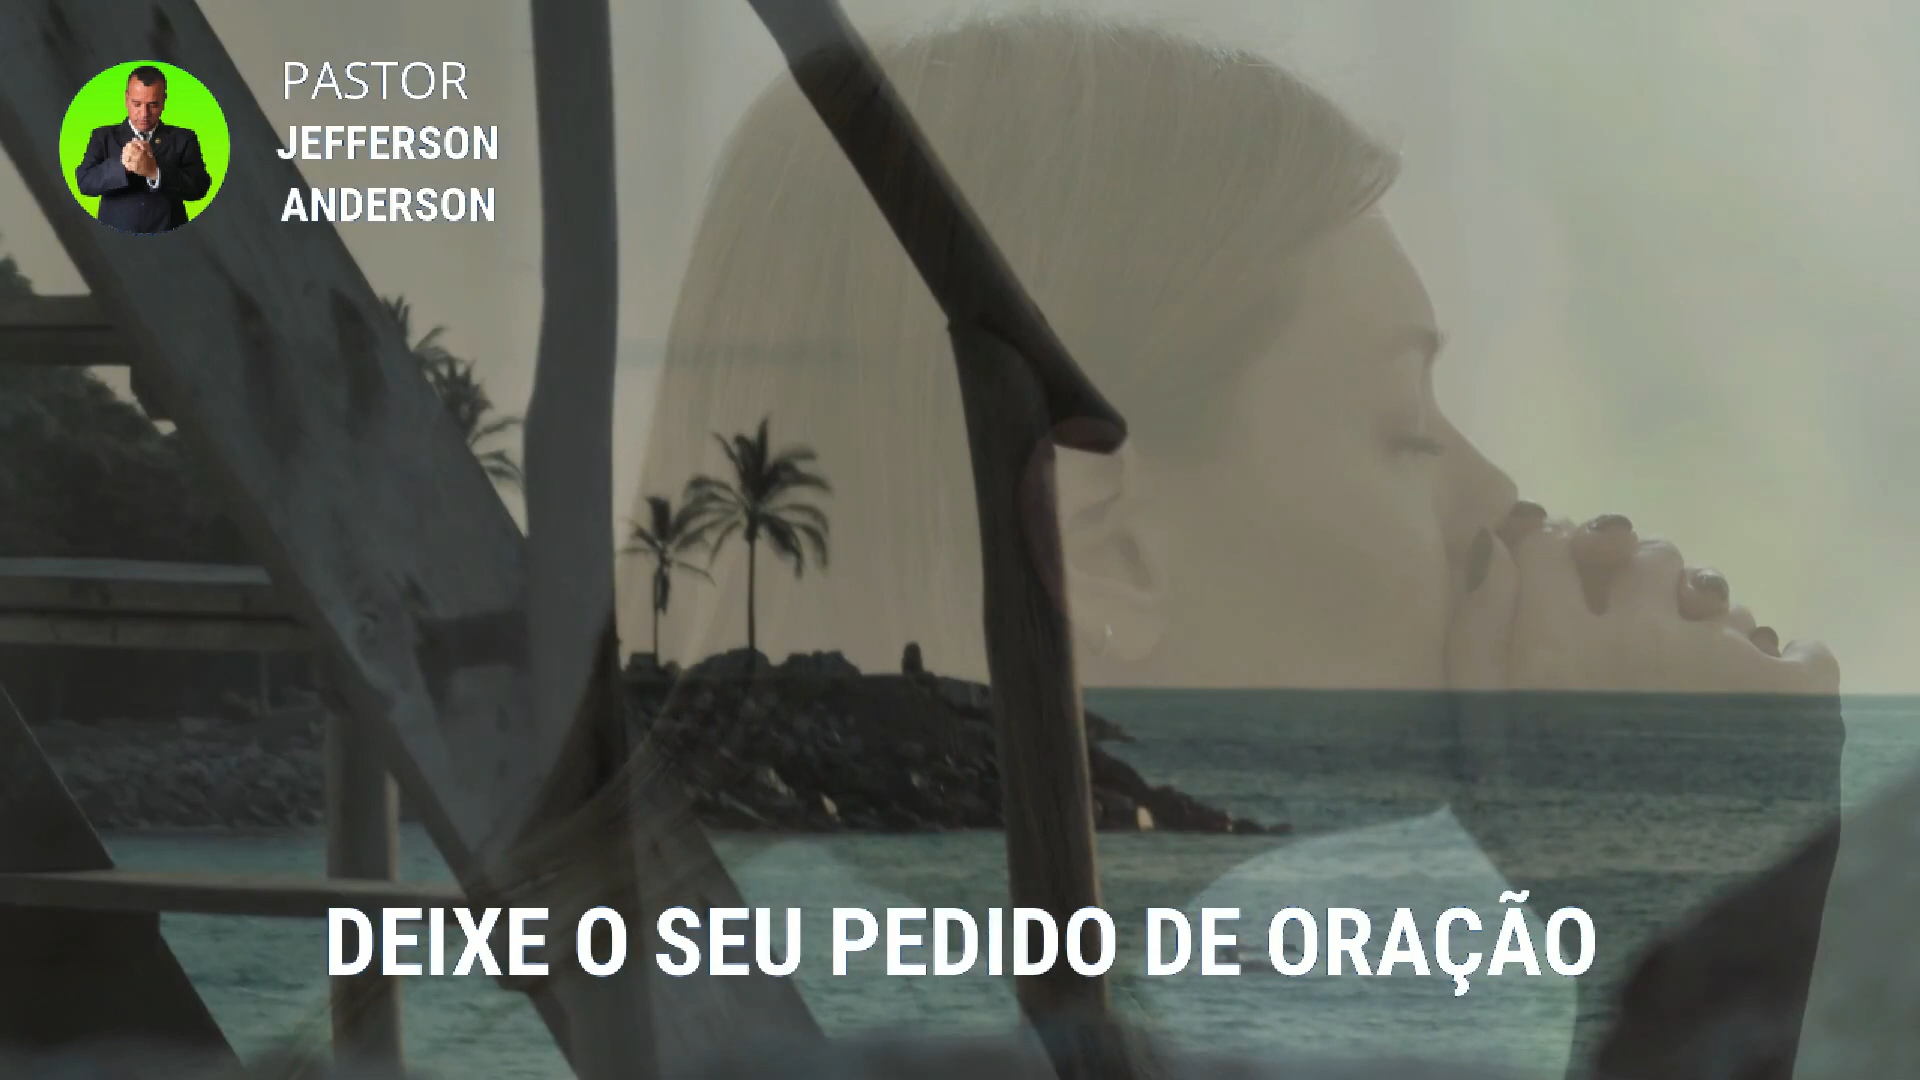 PASTOR
JEFFERSON
ANDERSON
DEIXE O SEU PEDIDO DE ORAÇÃO